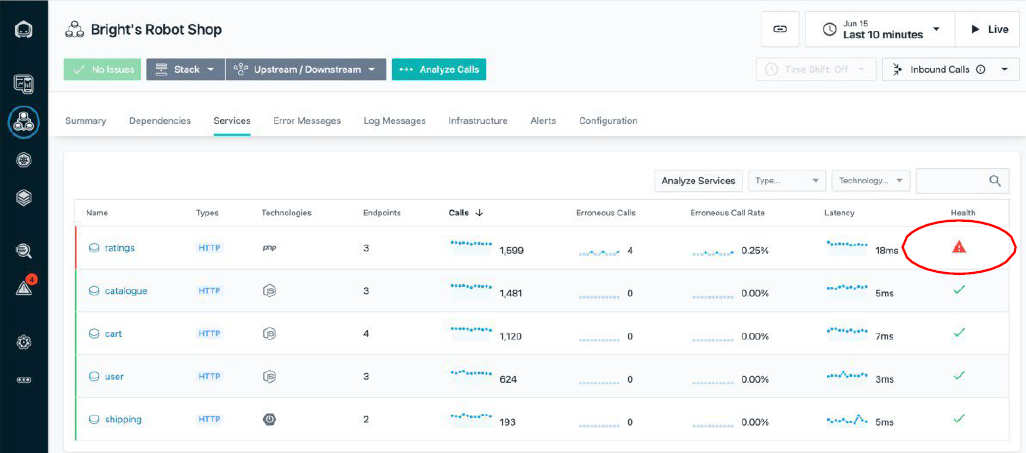 Bright's Robot Shop
Jun 15
Last 10 minutes
Live
No Issues
Stack
Upstream / Downstream
Analyze Calls
Time Shift: Off
Inbound Calls
Summary Dependencies Services Error Messages Log Messages Infrastructure Alerts Configuration
Analyze Services Type... Technology...
Name Types Technologies Endpoints Calls Erroneous Calls Erroneous Call Rate Latency Health
ratings HTTP php 3 1,599 4 0.25% 18ms
catalogue HTTP 3 1,481 0 0.00% 5ms
cart HTTP 4 1,120 0 0.00% 7ms
user HTTP 3 624 0 0.00% 3ms
shipping HTTP 2 193 0 0.00% 5ms
4